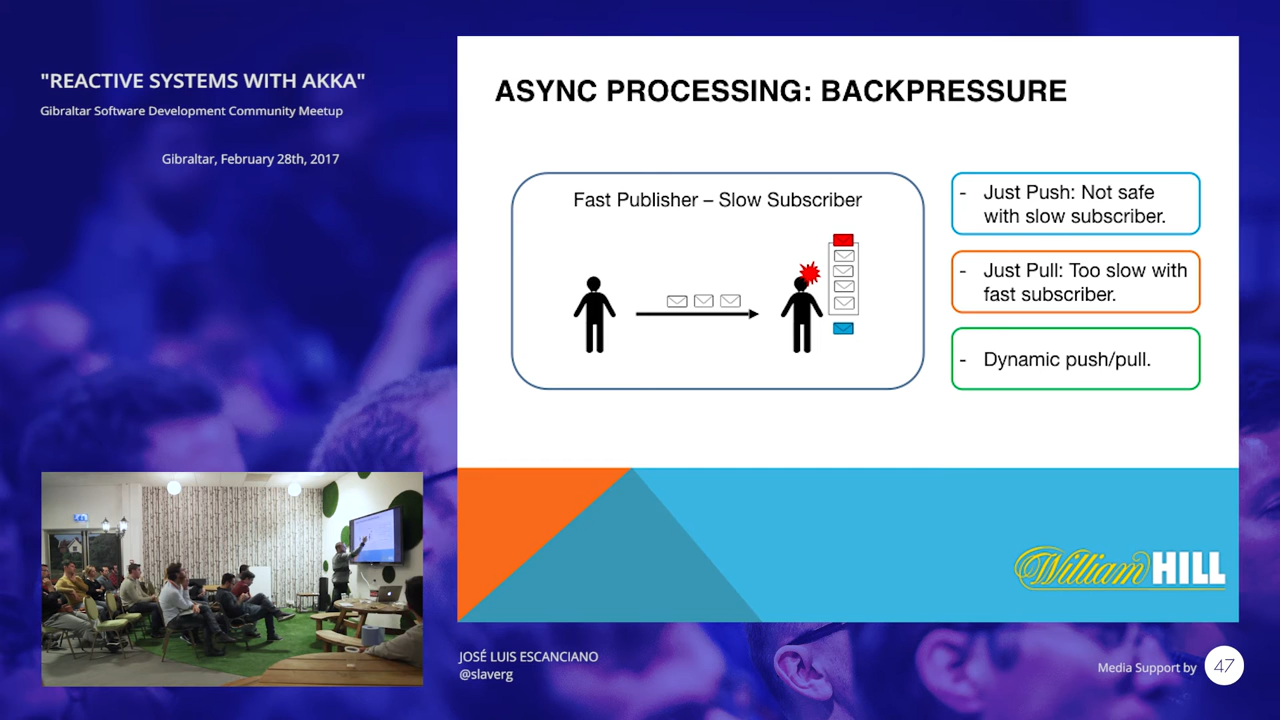 "REACTIVE SYSTEMS WITH AKKA"
Gibraltar Software Development Community Meetup
Gibraltar, February 28th, 2017
ASYNC PROCESSING: BACKPRESSURE
Fast Publisher – Slow Subscriber
- Just Push: Not safe
with slow subscriber.
- Just Pull: Too slow with
fast subscriber.
- Dynamic push/pull.
William HILL
JOSÉ LUIS ESCANCIANO
@slaverg
Media Support by 47